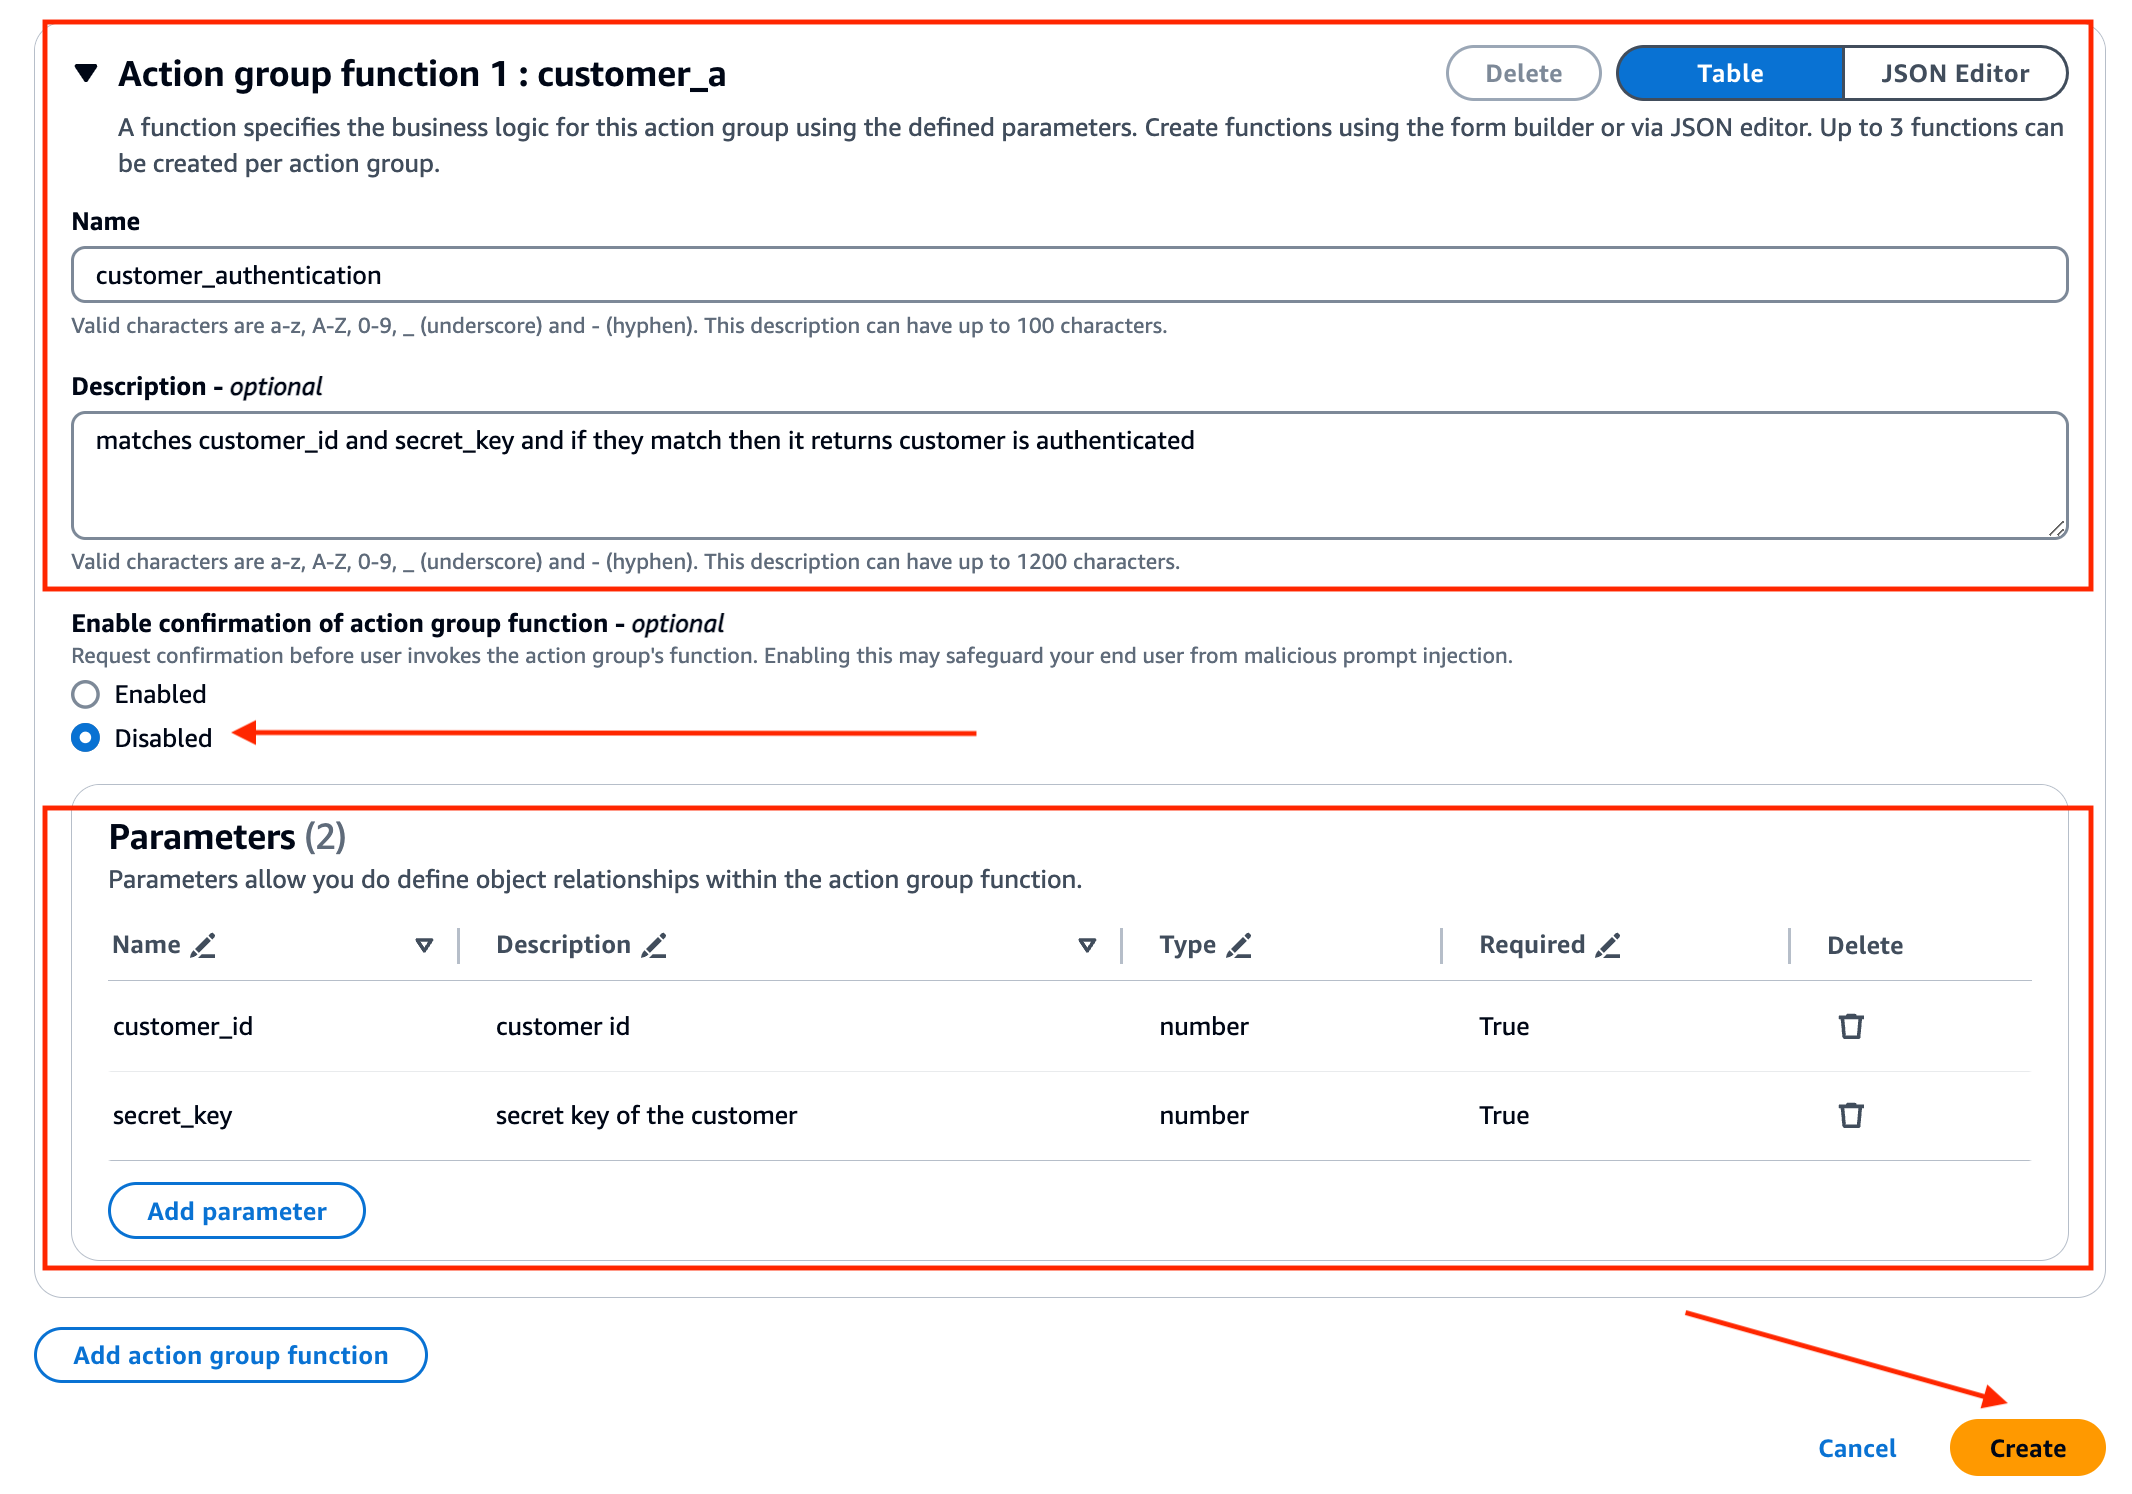 Action group function 1 : customer_a
Delete
Table
JSON Editor
A function specifies the business logic for this action group using the defined parameters. Create functions using the form builder or via JSON editor. Up to 3 functions can
be created per action group.
Name
customer_authentication
Valid characters are a-z, A-Z, 0-9, _ (underscore) and - (hyphen). This description can have up to 100 characters.
Description - optional
matches customer_id and secret_key and if they match then it returns customer is authenticated
Valid characters are a-z, A-Z, 0-9, _ (underscore) and - (hyphen). This description can have up to 1200 characters.
Enable confirmation of action group function - optional
Request confirmation before user invokes the action group's function. Enabling this may safeguard your end user from malicious prompt injection.
Enabled
Disabled
Parameters (2)
Parameters allow you do define object relationships within the action group function.
Name Description Type Required Delete
customer_id customer id number True
secret_key secret key of the customer number True
Add parameter
Add action group function
Cancel Create